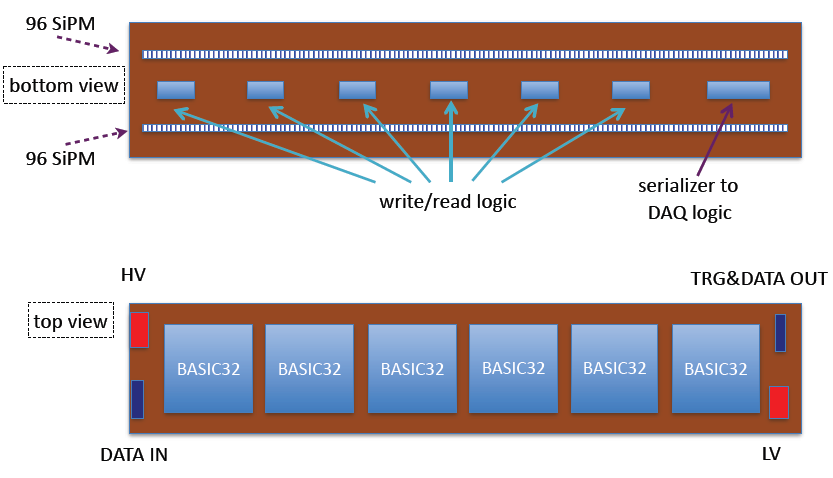 96 SiPM
bottom view
96 SiPM
write/read logic
serializer to
DAQ logic
HV
TRG&DATA OUT
top view
BASIC32 BASIC32 BASIC32 BASIC32 BASIC32 BASIC32
DATA IN
LV